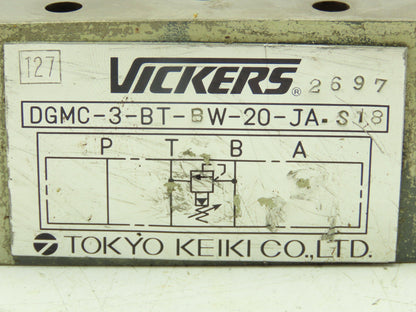 127 VICKERS® 2697
DGMC-3-BT-BW-20-JA-S18
P T B A
TOKYO KEIKI CO., LTD.